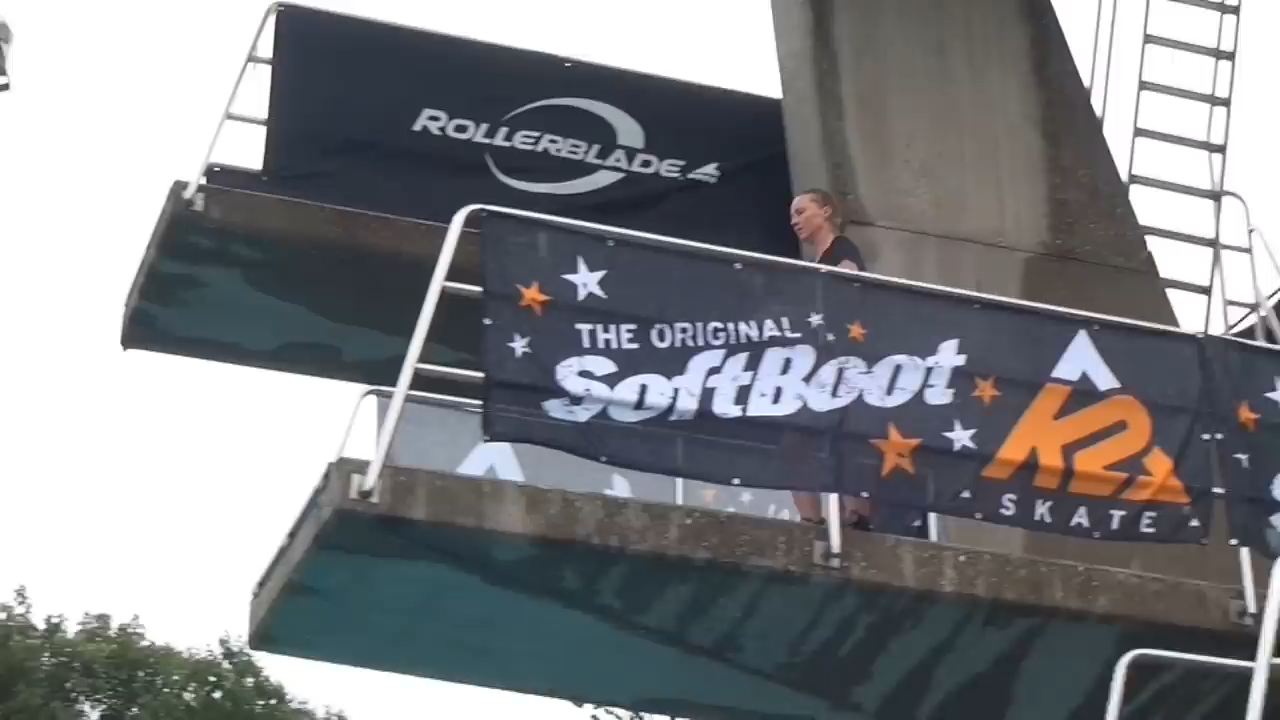 ROLLERBLADE
THE ORIGINAL
SoftBoot
K2
SKATE